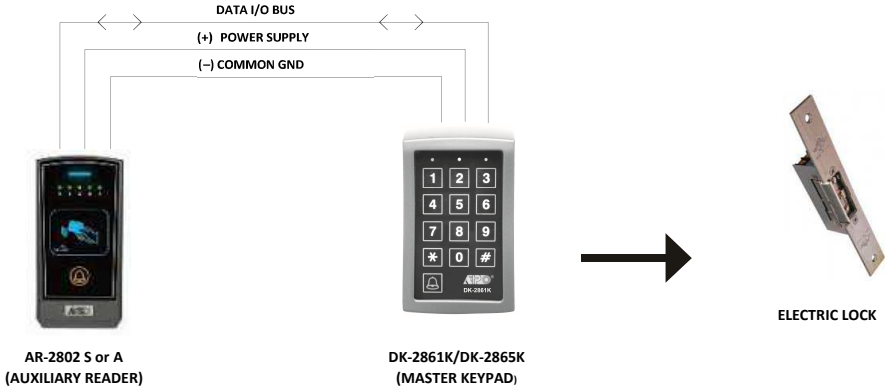 DATA I/O BUS
(+) POWER SUPPLY
(–) COMMON GND
1 2 3
4 5 6
7 8 9
* 0 #
DK-2861K
ELECTRIC LOCK
AR-2802 S or A
(AUXILIARY READER)
DK-2861K/DK-2865K
(MASTER KEYPAD)